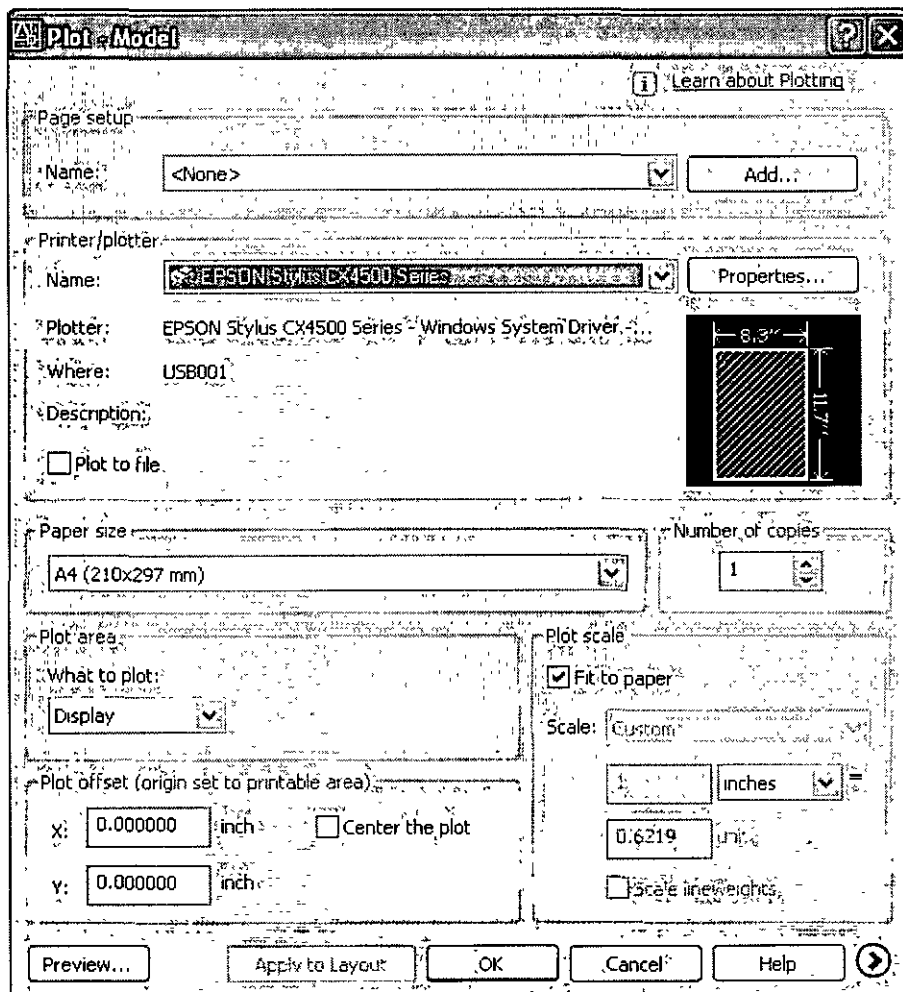 Plot - Model
Learn about Plotting
Page setup
Name: <None> Add...
Printer/plotter
Name: EPSON Stylus CX4500 Series Properties...
Plotter: EPSON Stylus CX4500 Series - Windows System Driver - ...
8.3"
Where: USB001
11.7"
Description:
Plot to file
Paper size
A4 (210x297 mm)
Number of copies
1
Plot area
What to plot:
Display
Plot scale
Fit to paper
Scale: Custom
1 inches =
0.6219 unit
Scale lineweights
Plot offset (origin set to printable area)
X: 0.000000 inch Center the plot
Y: 0.000000 inch
Preview... Apply to Layout OK Cancel Help